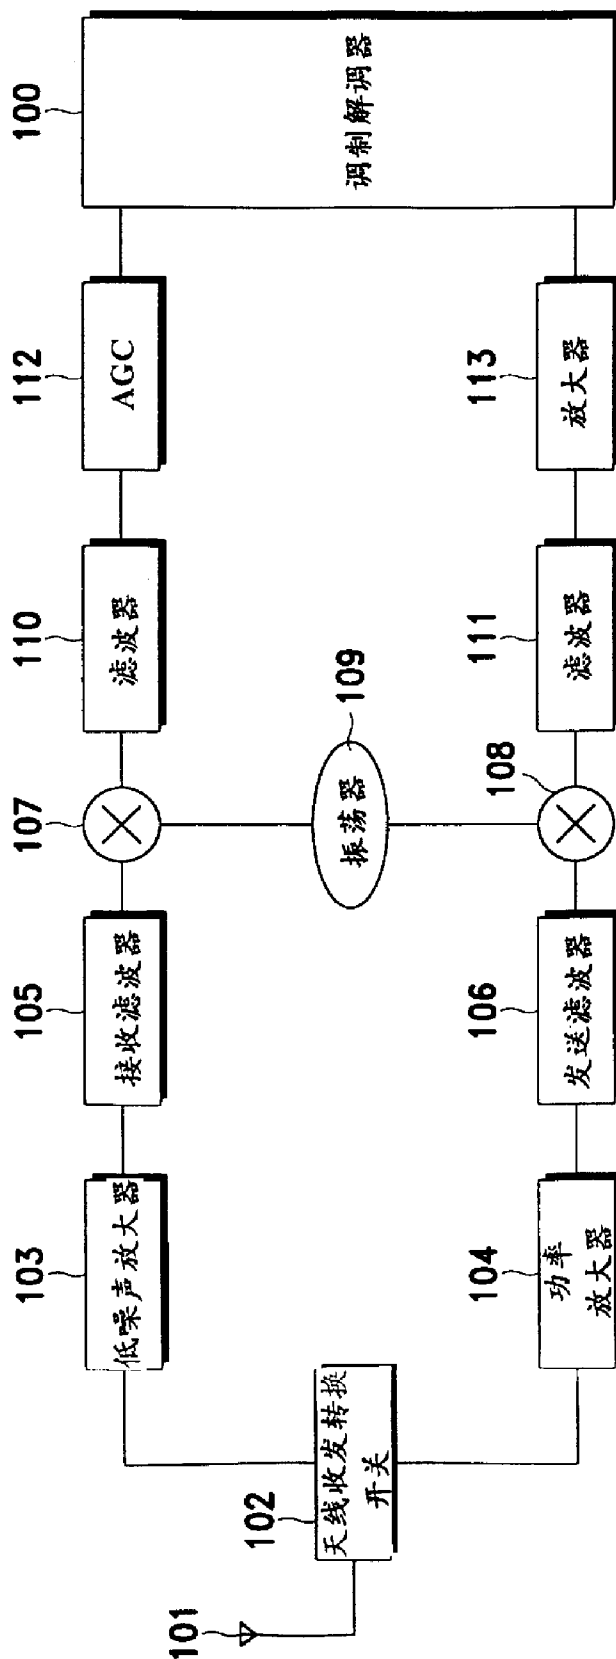 101
102
天线收发转换
开关
103
低噪声放大器
105
接收滤波器
107
110
滤波器
112
AGC
100
调制解调器
109
振荡器
104
功率
放大器
106
发送滤波器
108
111
滤波器
113
放大器